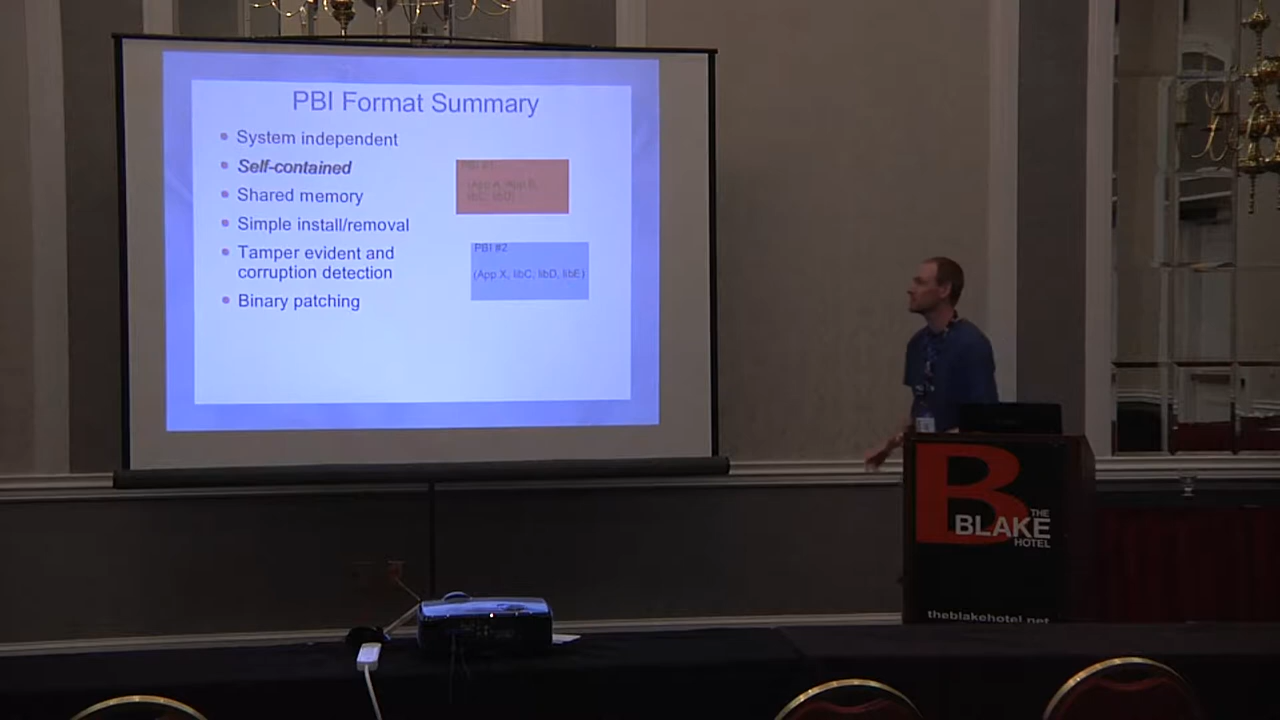 PBI Format Summary
System independent
Self-contained
Shared memory
Simple install/removal
Tamper evident and
corruption detection
Binary patching
PBI #2
(App X, libC, libD, libE)
B
THE
BLAKE
HOTEL
theblakehotel.net